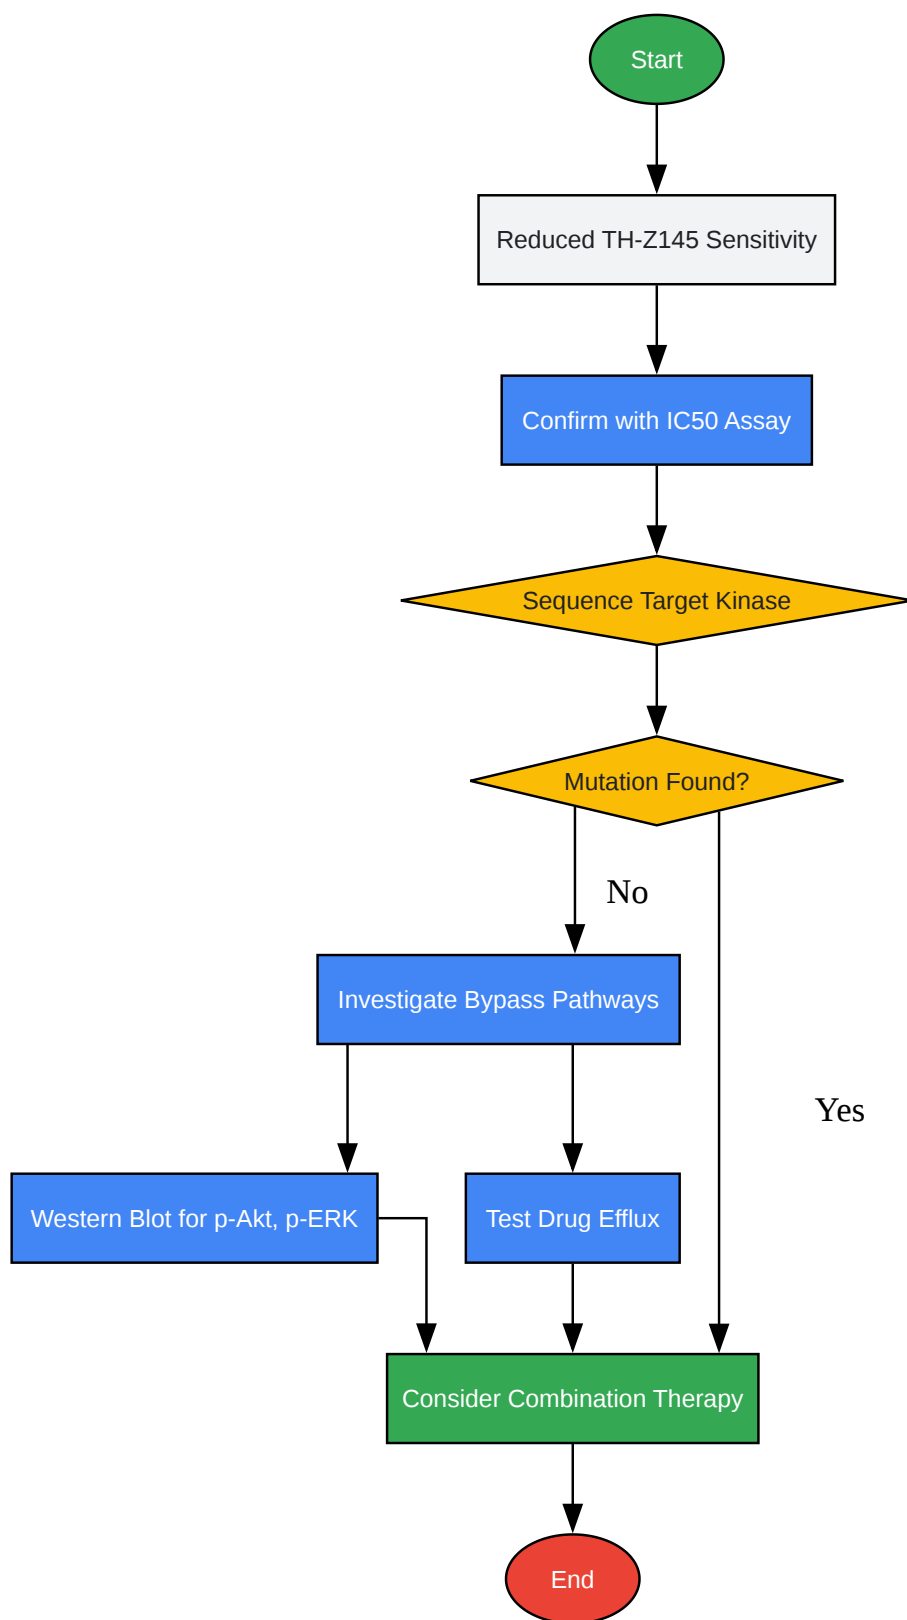 Start
Reduced TH-Z145 Sensitivity
Confirm with IC50 Assay
Sequence Target Kinase
Mutation Found?
No
Investigate Bypass Pathways
Yes
Western Blot for p-Akt, p-ERK
Test Drug Efflux
Consider Combination Therapy
End